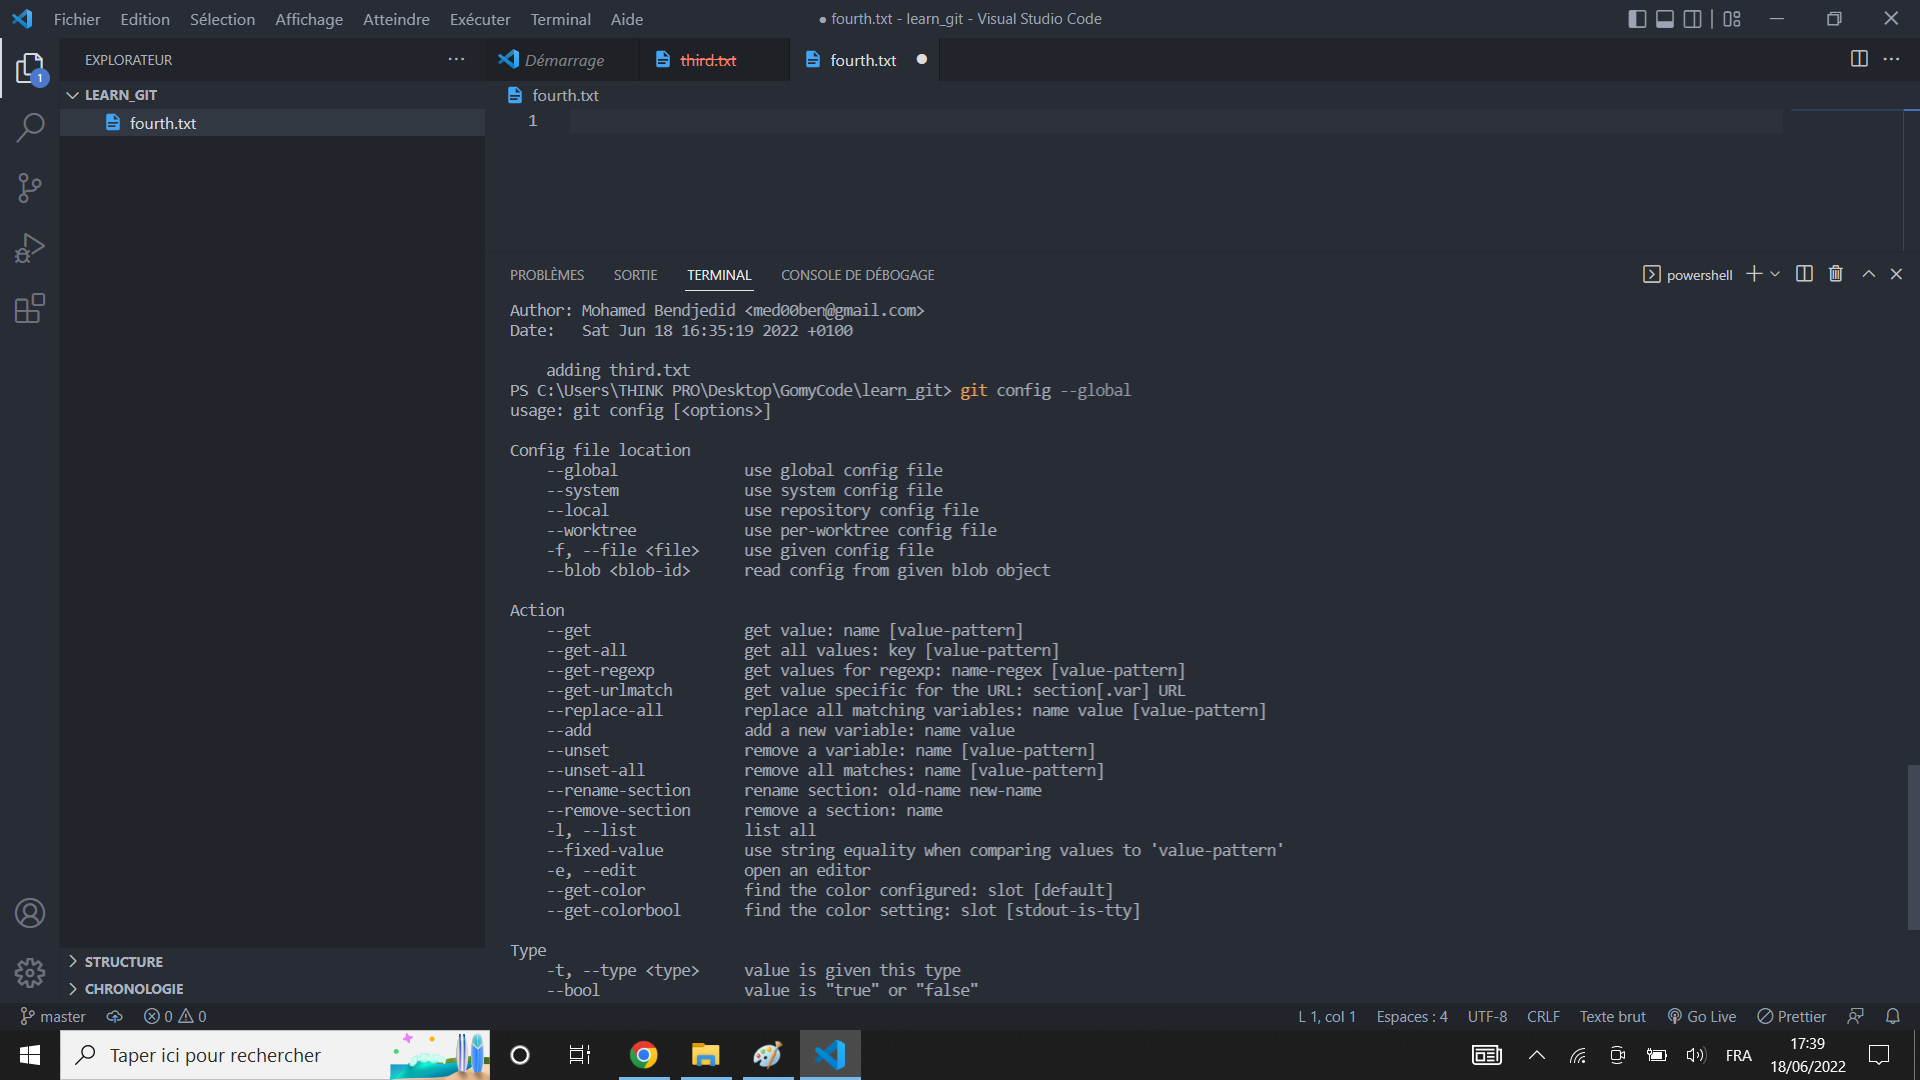 Fichier Edition Sélection Affichage Atteindre Exécuter Terminal Aide
● fourth.txt - learn_git - Visual Studio Code
EXPLORATEUR
Démarrage
third.txt
fourth.txt
LEARN_GIT
fourth.txt
fourth.txt
1
1
PROBLÈMES SORTIE TERMINAL CONSOLE DE DÉBOGAGE
powershell
Author: Mohamed Bendjedid <med00ben@gmail.com>
Date:   Sat Jun 18 16:35:19 2022 +0100
    adding third.txt
PS C:\Users\THINK PRO\Desktop\GomyCode\learn_git> git config --global
usage: git config [<options>]
Config file location
    --global              use global config file
    --system              use system config file
    --local               use repository config file
    --worktree            use per-worktree config file
    -f, --file <file>     use given config file
    --blob <blob-id>      read config from given blob object
Action
    --get                 get value: name [value-pattern]
    --get-all             get all values: key [value-pattern]
    --get-regexp          get values for regexp: name-regex [value-pattern]
    --get-urlmatch        get value specific for the URL: section[.var] URL
    --replace-all         replace all matching variables: name value [value-pattern]
    --add                 add a new variable: name value
    --unset               remove a variable: name [value-pattern]
    --unset-all           remove all matches: name [value-pattern]
    --rename-section      rename section: old-name new-name
    --remove-section      remove a section: name
    -l, --list            list all
    --fixed-value         use string equality when comparing values to 'value-pattern'
    -e, --edit            open an editor
    --get-color           find the color configured: slot [default]
    --get-colorbool       find the color setting: slot [stdout-is-tty]
Type
    -t, --type <type>     value is given this type
    --bool                value is "true" or "false"
STRUCTURE
CHRONOLOGIE
master 0 0
L 1, col 1 Espaces : 4 UTF-8 CRLF Texte brut Go Live Prettier
Taper ici pour rechercher
FRA
17:39
18/06/2022